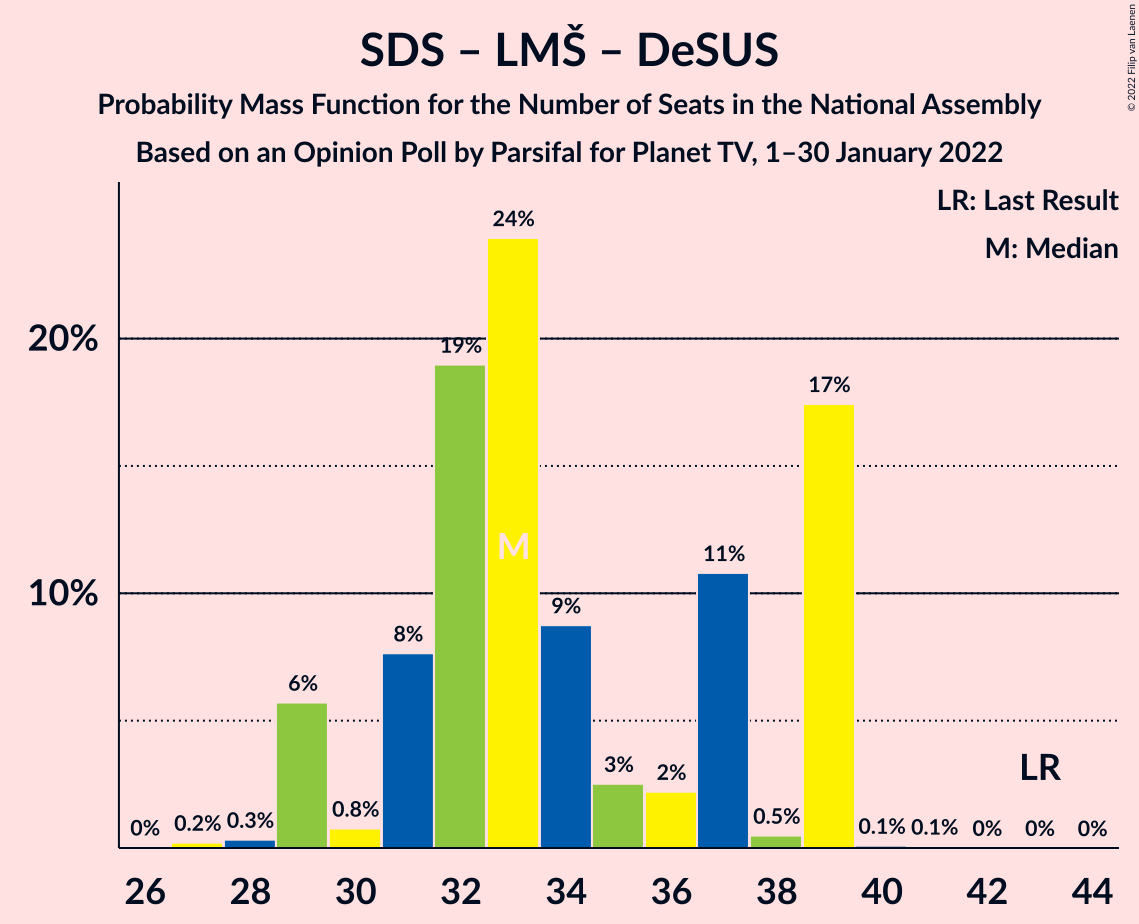 SDS – LMŠ – DeSUS
Probability Mass Function for the Number of Seats in the National Assembly
Based on an Opinion Poll by Parsifal for Planet TV, 1–30 January 2022
© 2022 Filip van Laenen
LR: Last Result
M: Median
24%
20%
19%
17%
M
11%
10%
9%
8%
6%
LR
3%
2%
0.8%
0.5%
0% 0.2% 0.3% 0.1% 0.1% 0% 0% 0%
26 28 30 32 34 36 38 40 42 44